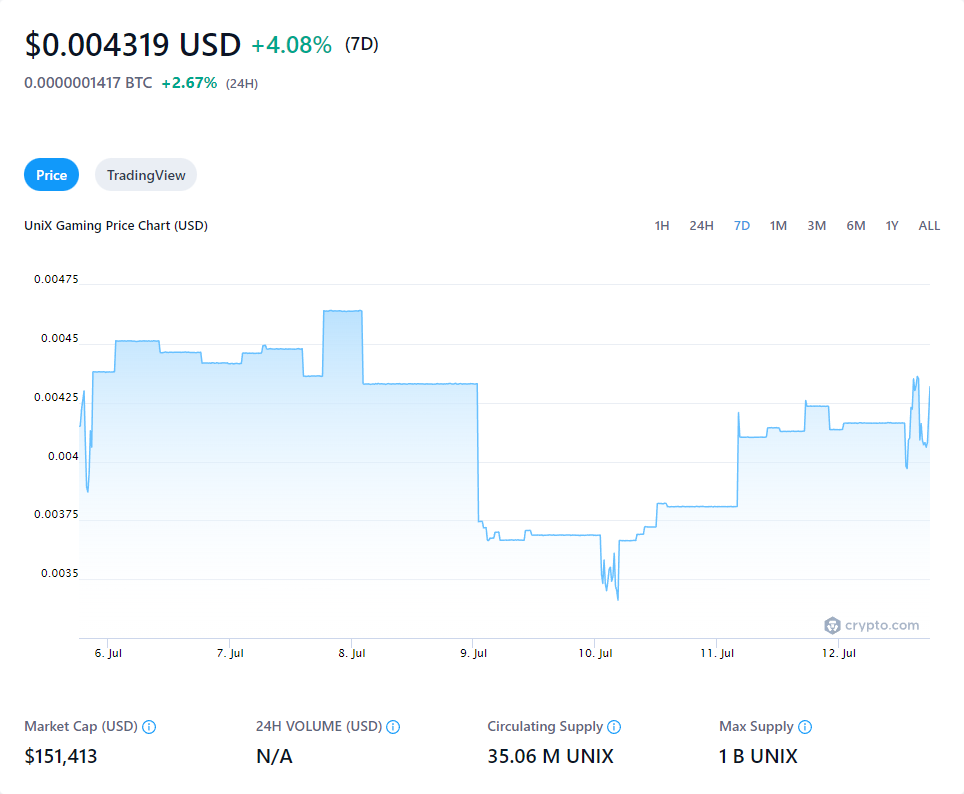 $0.004319 USD +4.08% (7D)
0.0000001417 BTC +2.67% (24H)
Price TradingView
UniX Gaming Price Chart (USD) 1H 24H 7D 1M 3M 6M 1Y ALL
0.00475
0.0045
0.00425
0.004
0.00375
0.0035
crypto.com
6. Jul 7. Jul 8. Jul 9. Jul 10. Jul 11. Jul 12. Jul
Market Cap (USD) 24H VOLUME (USD) Circulating Supply Max Supply
$151,413 N/A 35.06 M UNIX 1 B UNIX